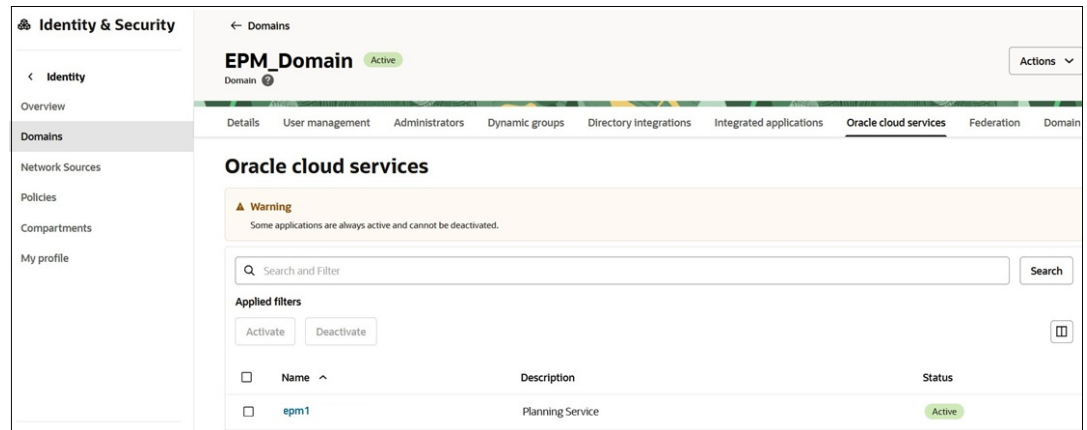 Identity & Security
Identity
Overview
Domains
Network Sources
Policies
Compartments
My profile
Domains
EPM_Domain Active
Domain
Actions
Details User management Administrators Dynamic groups Directory integrations Integrated applications Oracle cloud services Federation Domain
Oracle cloud services
Warning
Some applications are always active and cannot be deactivated.
Search and Filter Search
Applied filters
Activate Deactivate
Name Description Status
epm1 Planning Service Active